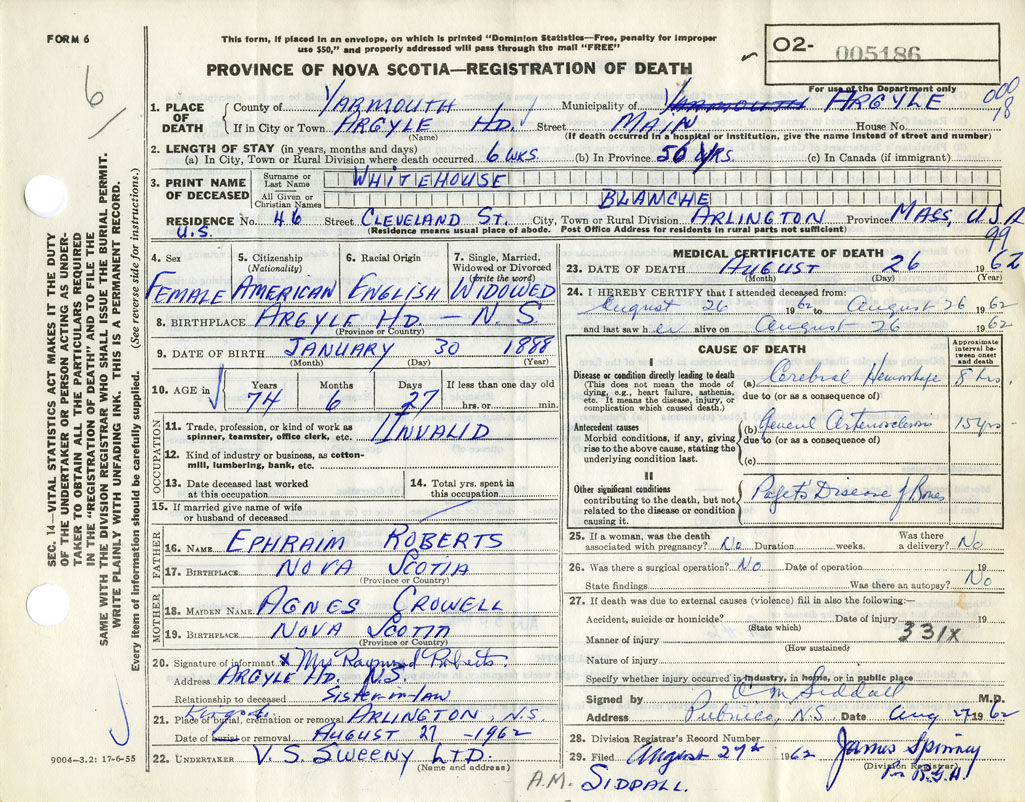 FORM 6
This form, if placed in an envelope, on which is printed "Dominion Statistics—Free, penalty for improper
use $50," and properly addressed will pass through the mail "FREE"
PROVINCE OF NOVA SCOTIA—REGISTRATION OF DEATH
O2- 005186
For use of the Department only
6
SEC. 14—VITAL STATISTICS ACT MAKES IT THE DUTY
OF THE UNDERTAKER OR PERSON ACTING AS UNDER-
TAKER TO OBTAIN ALL THE PARTICULARS REQUIRED
IN THE "REGISTRATION OF DEATH" AND TO FILE THE
SAME WITH THE DIVISION REGISTRAR WHO SHALL ISSUE THE BURIAL PERMIT.
WRITE PLAINLY WITH UNFADING INK. THIS IS A PERMANENT RECORD.
Every item of information should be carefully supplied. (See reverse side for instructions.)
1. PLACE OF DEATH County of YARMOUTH Municipality of YARMOUTH ARGYLE 000
18
If in City or Town ARGYLE HD. Street MAIN House No.
(Name) (If death occurred in a hospital or institution, give the name instead of street and number)
2. LENGTH OF STAY (in years, months and days)
(a) In City, Town or Rural Division where death occurred 6 WKS. (b) In Province 50 YRS. (c) In Canada (if immigrant)
3. PRINT NAME OF DECEASED Surname or Last Name WHITEHOUSE
All Given or Christian Names BLANCHE
RESIDENCE No. 46 Street CLEVELAND ST. City, Town or Rural Division ARLINGTON Province MASS, U.S.A
U.S. (Residence means usual place of abode. Post Office Address for residents in rural parts not sufficient) 99
4. Sex 5. Citizenship (Nationality) 6. Racial Origin 7. Single, Married, Widowed or Divorced (write the word)
FEMALE AMERICAN ENGLISH WIDOWED
8. BIRTHPLACE ARGYLE HD. — N.S
(Province or Country)
9. DATE OF BIRTH JANUARY 30 1888
(Month) (Day) (Year)
10. AGE in Years Months Days If less than one day old
74 6 27 hrs. or min.
OCCUPATION
11. Trade, profession, or kind of work as
spinner, teamster, office clerk, etc. INVALID
12. Kind of industry or business, as cotton-
mill, lumbering, bank, etc.
13. Date deceased last worked at this occupation 14. Total yrs. spent in this occupation
15. If married give name of wife
or husband of deceased
FATHER
16. NAME EPHRAIM ROBERTS
17. BIRTHPLACE NOVA SCOTIA
(Province or Country)
MOTHER
18. MAIDEN NAME AGNES CROWELL
19. BIRTHPLACE NOVA SCOTIA
(Province or Country)
20. Signature of informant x Mrs Raymond Roberts.
Address ARGYLE HD. N.S.
Relationship to deceased Sister-in-law
21. Place of burial, cremation or removal ARLINGTON, N.S.
Date of burial or removal AUGUST 27 - 1962
22. UNDERTAKER V. S. SWEENY LTD.
(Name and address)
9004—3.2: 17-6-55
MEDICAL CERTIFICATE OF DEATH
23. DATE OF DEATH AUGUST 26 1962
(Month) (Day) (Year)
24. I HEREBY CERTIFY that I attended deceased from:
August 26 1962 to August 26 1962
and last saw her alive on August 26 1962
CAUSE OF DEATH
Approximate interval between onset and death
I
Disease or condition directly leading to death
(This does not mean the mode of
dying, e.g., heart failure, asthenia,
etc. It means the disease, injury, or
complication which caused death.)
(a) Cerebral Hemorrhage 8 hrs.
due to (or as a consequence of)
Antecedent causes
Morbid conditions, if any, giving
rise to the above cause, stating the
underlying condition last.
(b) General Arteriosclerosis 15 yrs -
due to (or as a consequence of)
(c)
II
Other significant conditions
contributing to the death, but not
related to the disease or condition
causing it.
Paget's Disease of Bones
25. If a woman, was the death
associated with pregnancy? No Duration weeks. Was there a delivery? No
26. Was there a surgical operation? No Date of operation 19
State findings Was there an autopsy? No
27. If death was due to external causes (violence) fill in also the following:—
Accident, suicide or homicide? Date of injury 19
(State which)
331X
Manner of injury
(How sustained)
Nature of injury
Specify whether injury occurred in industry, in home, or in public place
Signed by C M Siddall M.D.
Address Pubnico, N.S. Date Aug 27 1962
28. Division Registrar's Record Number
29. Filed August 27th 1962 James Spinney
(Division Registrar)
Per B.G.H.
A.M. SIDDALL.